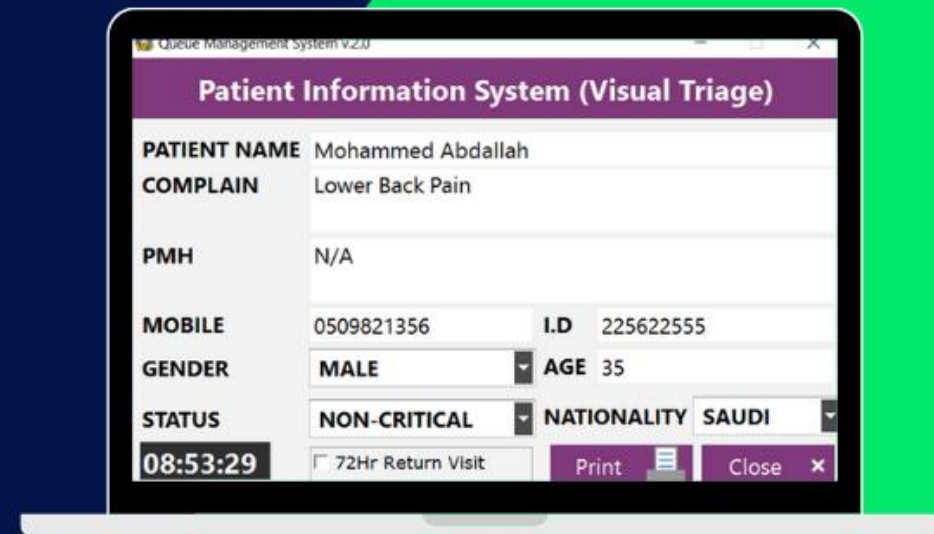 Queue Management System v.2.0
Patient Information System (Visual Triage)
PATIENT NAME Mohammed Abdallah
COMPLAIN Lower Back Pain
PMH N/A
MOBILE 0509821356 I.D 225622555
GENDER MALE AGE 35
STATUS NON-CRITICAL NATIONALITY SAUDI
08:53:29 72Hr Return Visit Print Close ×